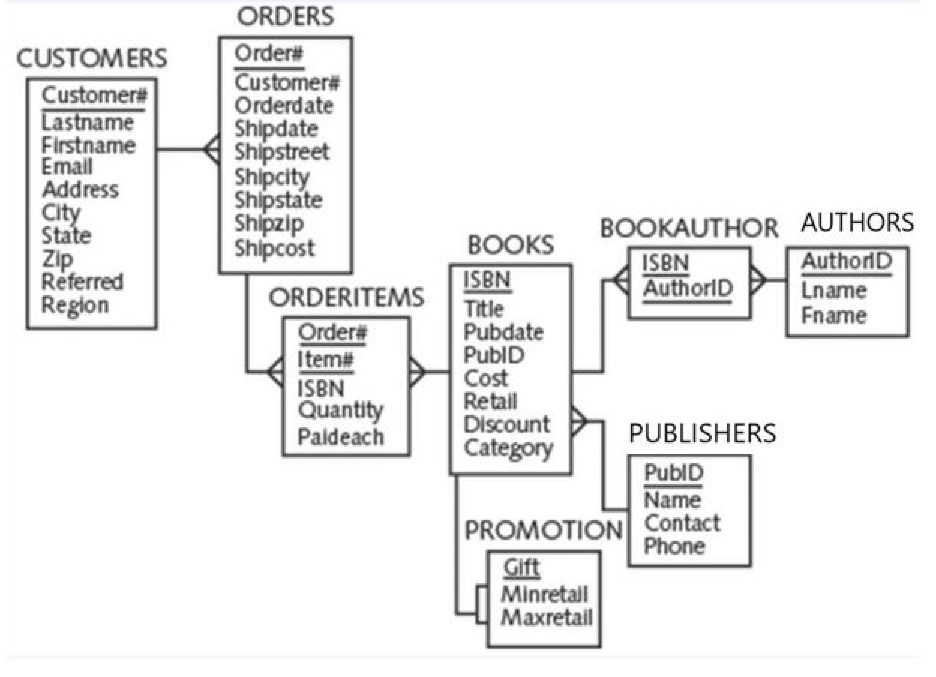 ORDERS
Order#
Customer#
Orderdate
Shipdate
Shipstreet
Shipcity
Shipstate
Shipzip
Shipcost
CUSTOMERS
Customer#
Lastname
Firstname
Email
Address
City
State
Zip
Referred
Region
ORDERITEMS
Order#
Item#
ISBN
Quantity
Paideach
BOOKS
ISBN
Title
Pubdate
PubID
Cost
Retail
Discount
Category
BOOKAUTHOR
ISBN
AuthorID
AUTHORS
AuthorID
Lname
Fname
PUBLISHERS
PubID
Name
Contact
Phone
PROMOTION
Gift
Minretail
Maxretail